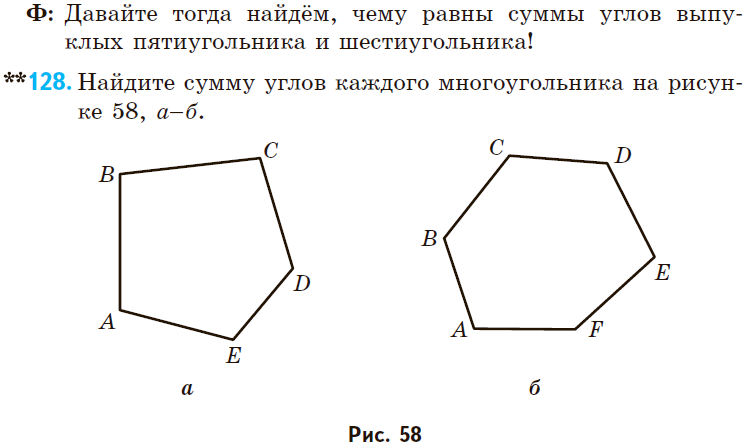 Ф: Давайте тогда найдём, чему равны суммы углов выпу-
клых пятиугольника и шестиугольника!
**128. Найдите сумму углов каждого многоугольника на рисун-
ке 58, а–б.
B
C
A
D
E
а
C
D
B
E
A
F
б
Рис. 58